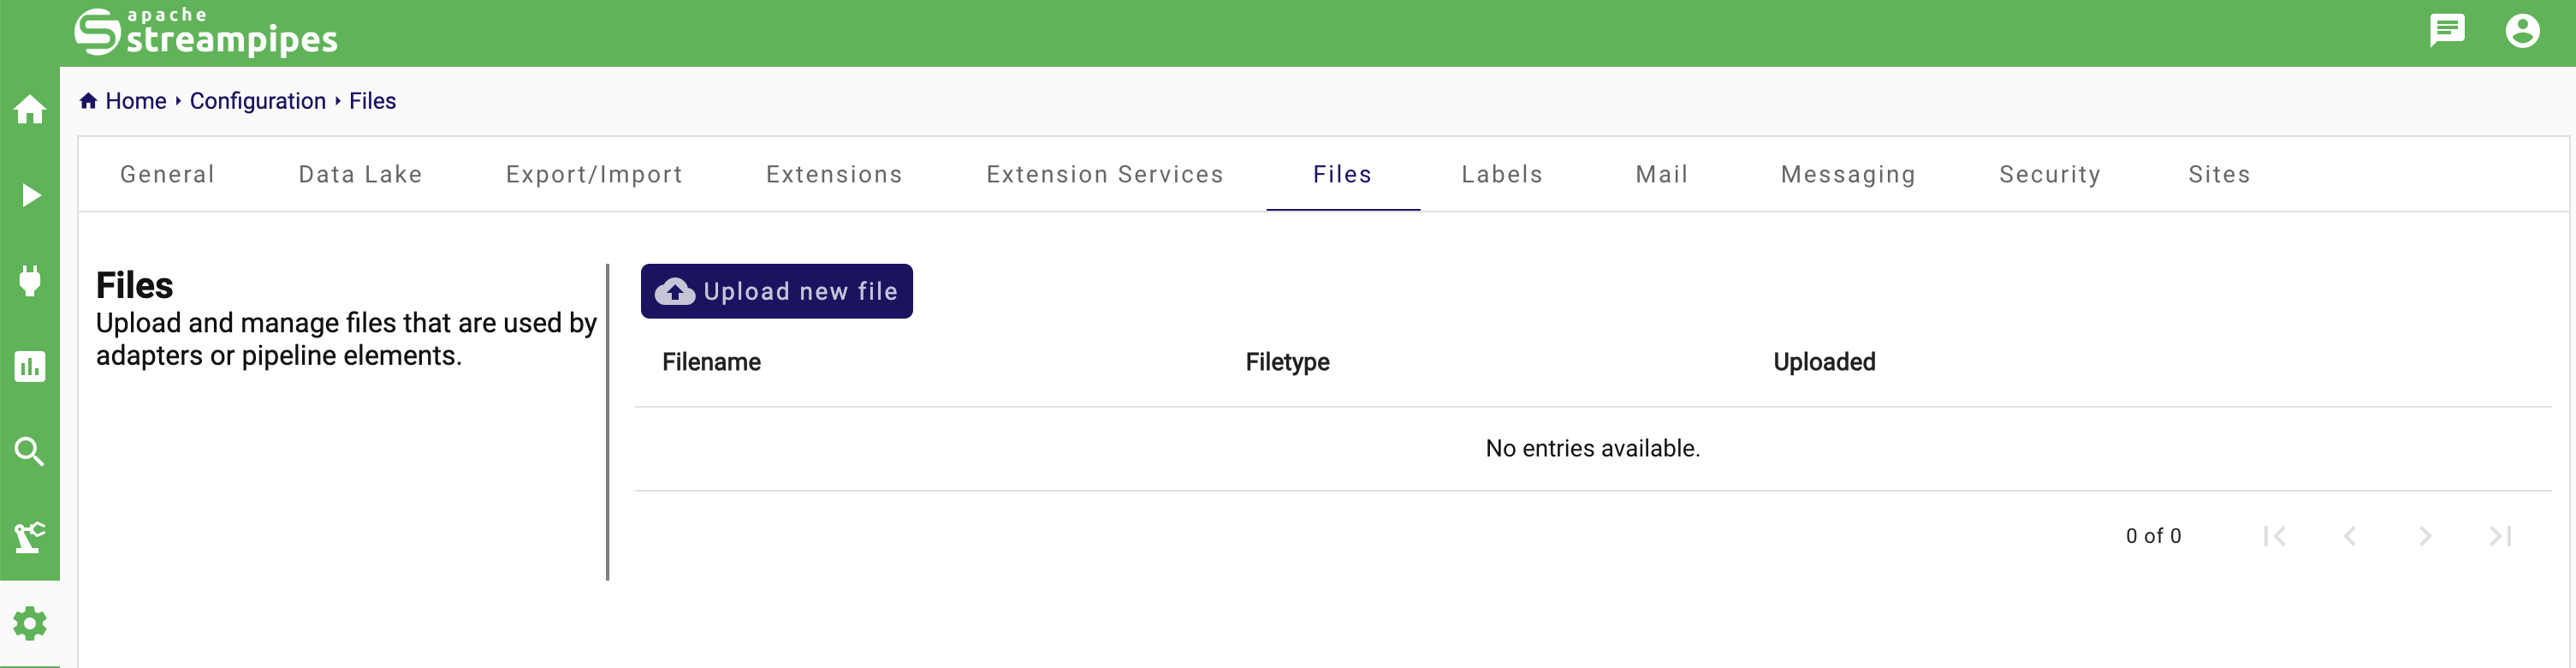 apache
streampipes
Home Configuration Files
General Data Lake Export/Import Extensions Extension Services Files Labels Mail Messaging Security Sites
Files
Upload and manage files that are used by
adapters or pipeline elements.
Upload new file
Filename Filetype Uploaded
No entries available.
0 of 0